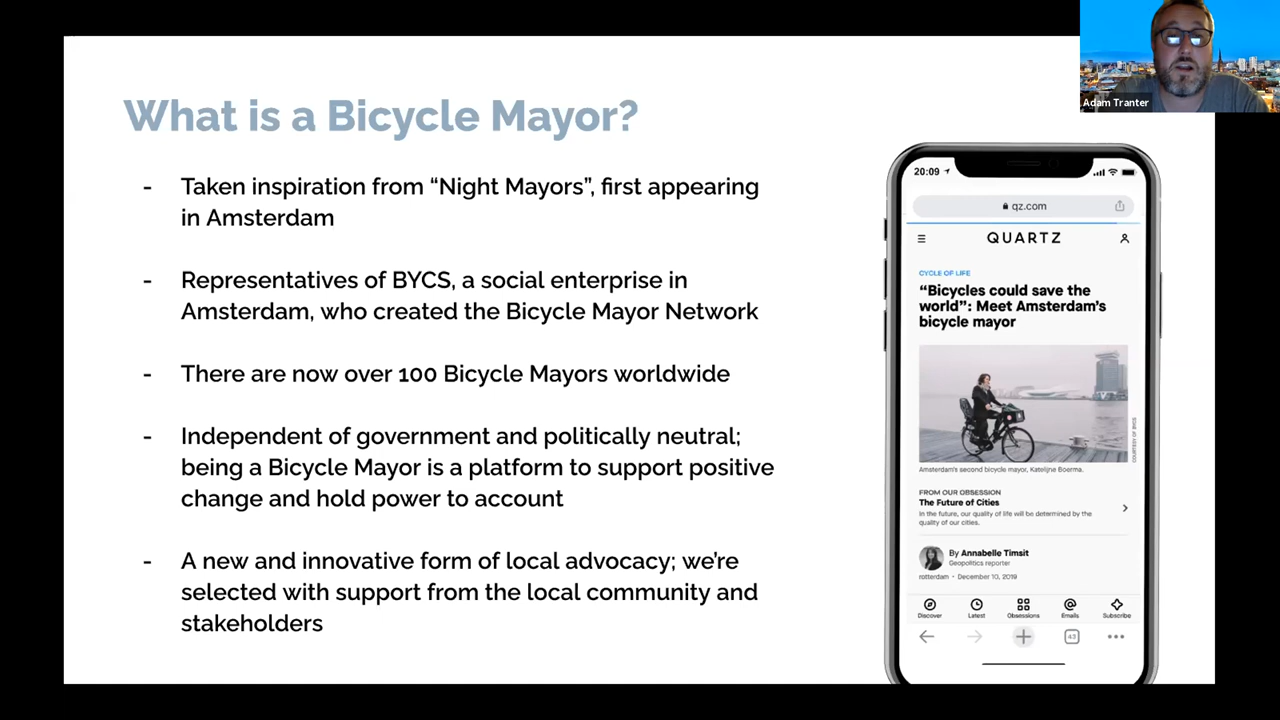 Adam Tranter
What is a Bicycle Mayor?
- Taken inspiration from “Night Mayors”, first appearing
in Amsterdam
- Representatives of BYCS, a social enterprise in
Amsterdam, who created the Bicycle Mayor Network
- There are now over 100 Bicycle Mayors worldwide
- Independent of government and politically neutral;
being a Bicycle Mayor is a platform to support positive
change and hold power to account
- A new and innovative form of local advocacy; we’re
selected with support from the local community and
stakeholders
20:09
qz.com
QUARTZ
CYCLE OF LIFE
“Bicycles could save the
world”: Meet Amsterdam’s
bicycle mayor
COURTESY OF BYCS
Amsterdam’s second bicycle mayor, Katelijne Boerma.
FROM OUR OBSESSION
The Future of Cities
In the future, our quality of life will be determined by the
quality of our cities.
By Annabelle Timsit
Geopolitics reporter
rotterdam • December 10, 2019
Discover Latest Obsessions Emails Subscribe
43